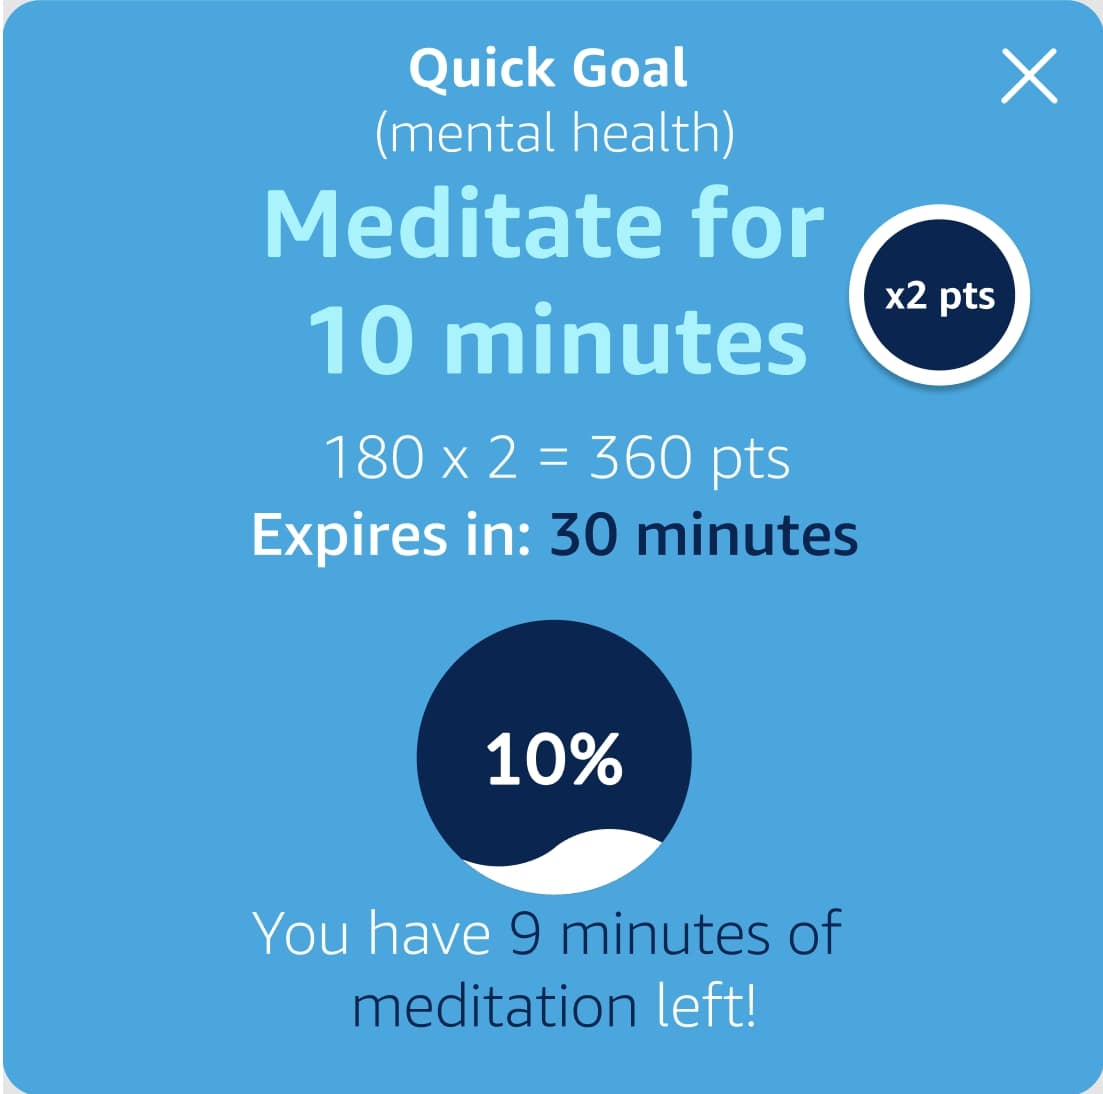 Quick Goal
(mental health)
Meditate for
10 minutes
x2 pts
180 x 2 = 360 pts
Expires in: 30 minutes
10%
You have 9 minutes of
meditation left!